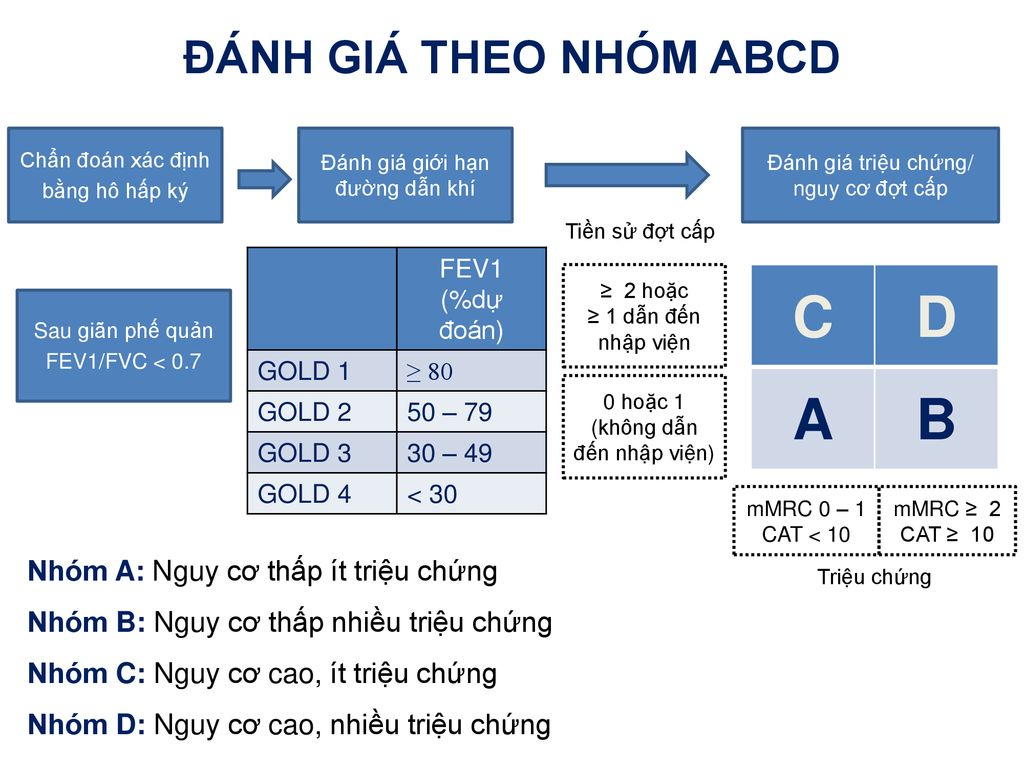 ĐÁNH GIÁ THEO NHÓM ABCD
Chẩn đoán xác định
bằng hô hấp ký
Đánh giá giới hạn
đường dẫn khí
Đánh giá triệu chứng/
nguy cơ đợt cấp
Tiền sử đợt cấp
Sau giãn phế quản
FEV1/FVC < 0.7
FEV1
(%dự
đoán)
GOLD 1 ≥ 80
GOLD 2 50 – 79
GOLD 3 30 – 49
GOLD 4 < 30
≥ 2 hoặc
≥ 1 dẫn đến
nhập viện
0 hoặc 1
(không dẫn
đến nhập viện)
C D
A B
mMRC 0 – 1
CAT < 10
mMRC ≥ 2
CAT ≥ 10
Triệu chứng
Nhóm A: Nguy cơ thấp ít triệu chứng
Nhóm B: Nguy cơ thấp nhiều triệu chứng
Nhóm C: Nguy cơ cao, ít triệu chứng
Nhóm D: Nguy cơ cao, nhiều triệu chứng